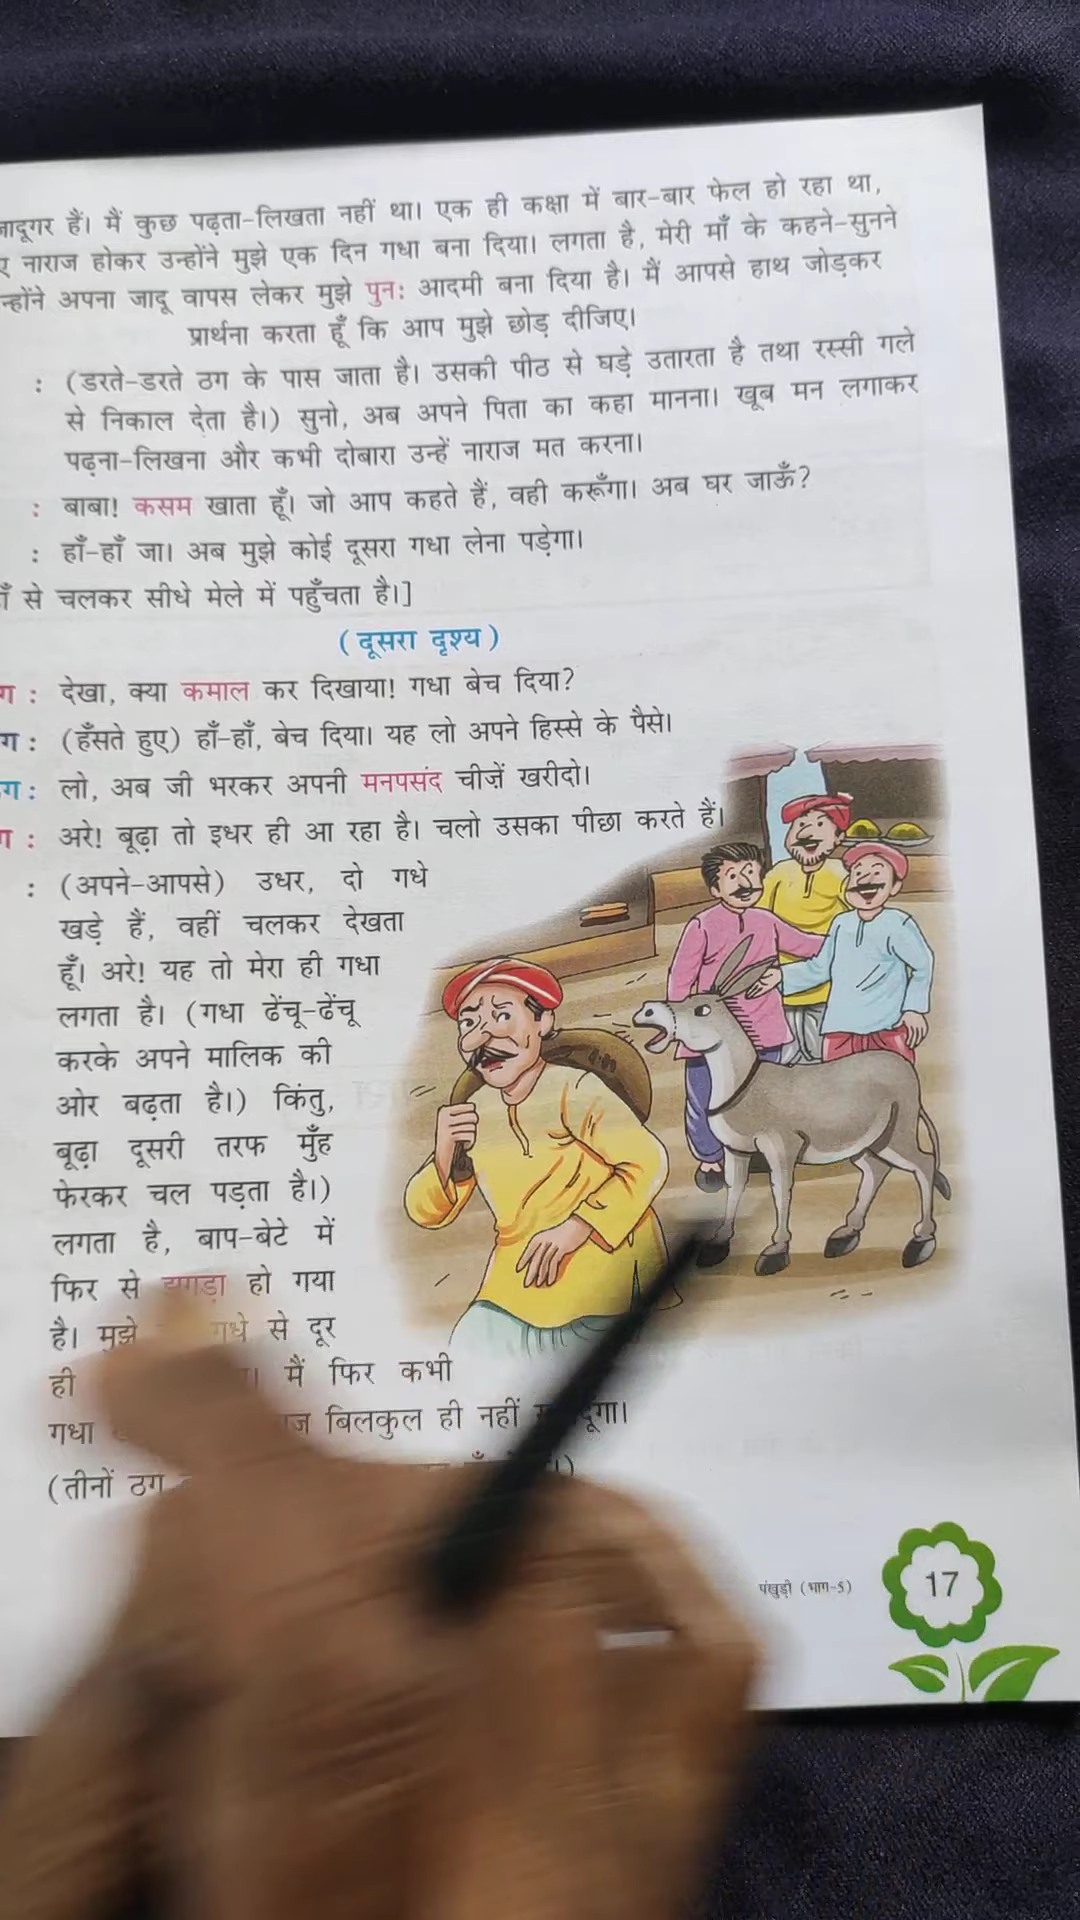 जादूगर हैं। मैं कुछ पढ़ता-लिखता नहीं था। एक ही कक्षा में बार-बार फेल हो रहा था,
नाराज होकर उन्होंने मुझे एक दिन गधा बना दिया। लगता है, मेरी माँ के कहने-सुनने
न्होंने अपना जादू वापस लेकर मुझे पुनः आदमी बना दिया है। मैं आपसे हाथ जोड़कर
प्रार्थना करता हूँ कि आप मुझे छोड़ दीजिए।
: (डरते-डरते ठग के पास जाता है। उसकी पीठ से घड़े उतारता है तथा रस्सी गले
से निकाल देता है।) सुनो, अब अपने पिता का कहा मानना। खूब मन लगाकर
पढ़ना-लिखना और कभी दोबारा उन्हें नाराज मत करना।
: बाबा! कसम खाता हूँ। जो आप कहते हैं, वही करूँगा। अब घर जाऊँ?
: हाँ-हाँ जा। अब मुझे कोई दूसरा गधा लेना पड़ेगा।
से चलकर सीधे मेले में पहुँचता है।]
(दूसरा दृश्य)
ग : देखा, क्या कमाल कर दिखाया! गधा बेच दिया?
ग : (हँसते हुए) हाँ-हाँ, बेच दिया। यह लो अपने हिस्से के पैसे।
ग : लो, अब जी भरकर अपनी मनपसंद चीज़ें खरीदो।
ग : अरे! बूढ़ा तो इधर ही आ रहा है। चलो उसका पीछा करते हैं।
: (अपने-आपसे) उधर, दो गधे
खड़े हैं, वहीं चलकर देखता
हूँ। अरे! यह तो मेरा ही गधा
लगता है। (गधा ढेंचू-ढेंचू
करके अपने मालिक की
ओर बढ़ता है।) किंतु,
बूढ़ा दूसरी तरफ मुँह
फेरकर चल पड़ता है।)
लगता है, बाप-बेटे में
फिर से झगड़ा हो गया
है। मुझे गधे से दूर
ही मैं फिर कभी
गधा बिलकुल ही नहीं
(तीनों ठग
पंखुड़ी (भाग-5)
17